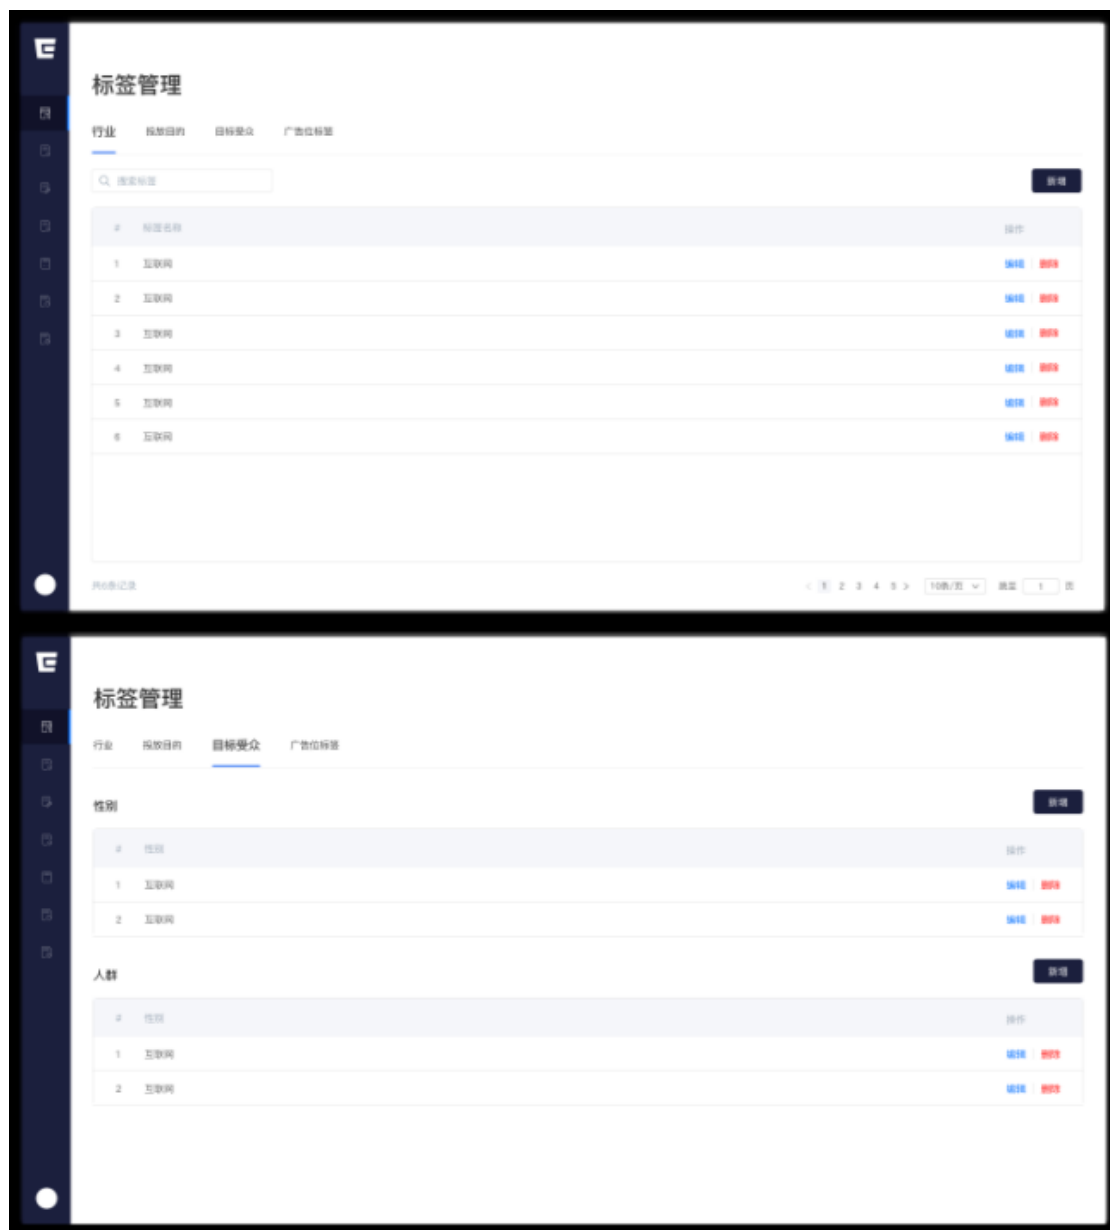 标签管理
行业 投放目的 目标受众 广告位标签
搜索标签 新增
# 标签名称 操作
1 互联网 编辑 删除
2 互联网 编辑 删除
3 互联网 编辑 删除
4 互联网 编辑 删除
5 互联网 编辑 删除
6 互联网 编辑 删除
共6条记录 < 1 2 3 4 5 > 10条/页 跳至 1 页
标签管理
行业 投放目的 目标受众 广告位标签
性别 新增
# 性别 操作
1 互联网 编辑 删除
2 互联网 编辑 删除
人群 新增
# 性别 操作
1 互联网 编辑 删除
2 互联网 编辑 删除